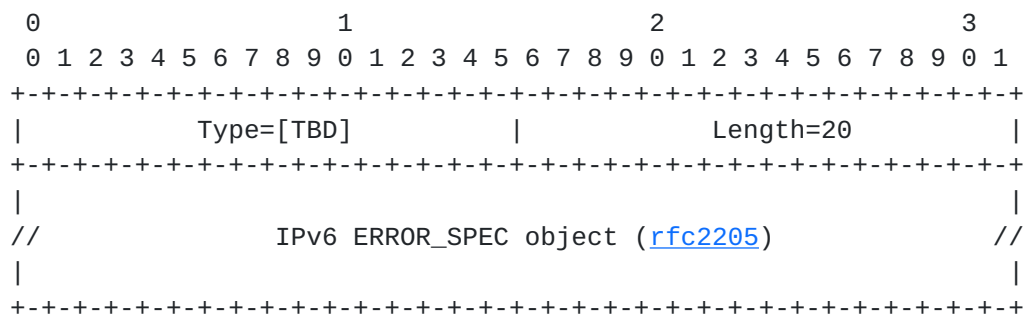 0                   1                   2                   3
 0 1 2 3 4 5 6 7 8 9 0 1 2 3 4 5 6 7 8 9 0 1 2 3 4 5 6 7 8 9 0 1
+-+-+-+-+-+-+-+-+-+-+-+-+-+-+-+-+-+-+-+-+-+-+-+-+-+-+-+-+-+-+-+-+
|           Type=[TBD]          |            Length=20          |
+-+-+-+-+-+-+-+-+-+-+-+-+-+-+-+-+-+-+-+-+-+-+-+-+-+-+-+-+-+-+-+-+
|                                                               |
//               IPv6 ERROR_SPEC object (rfc2205)              //
|                                                               |
+-+-+-+-+-+-+-+-+-+-+-+-+-+-+-+-+-+-+-+-+-+-+-+-+-+-+-+-+-+-+-+-+